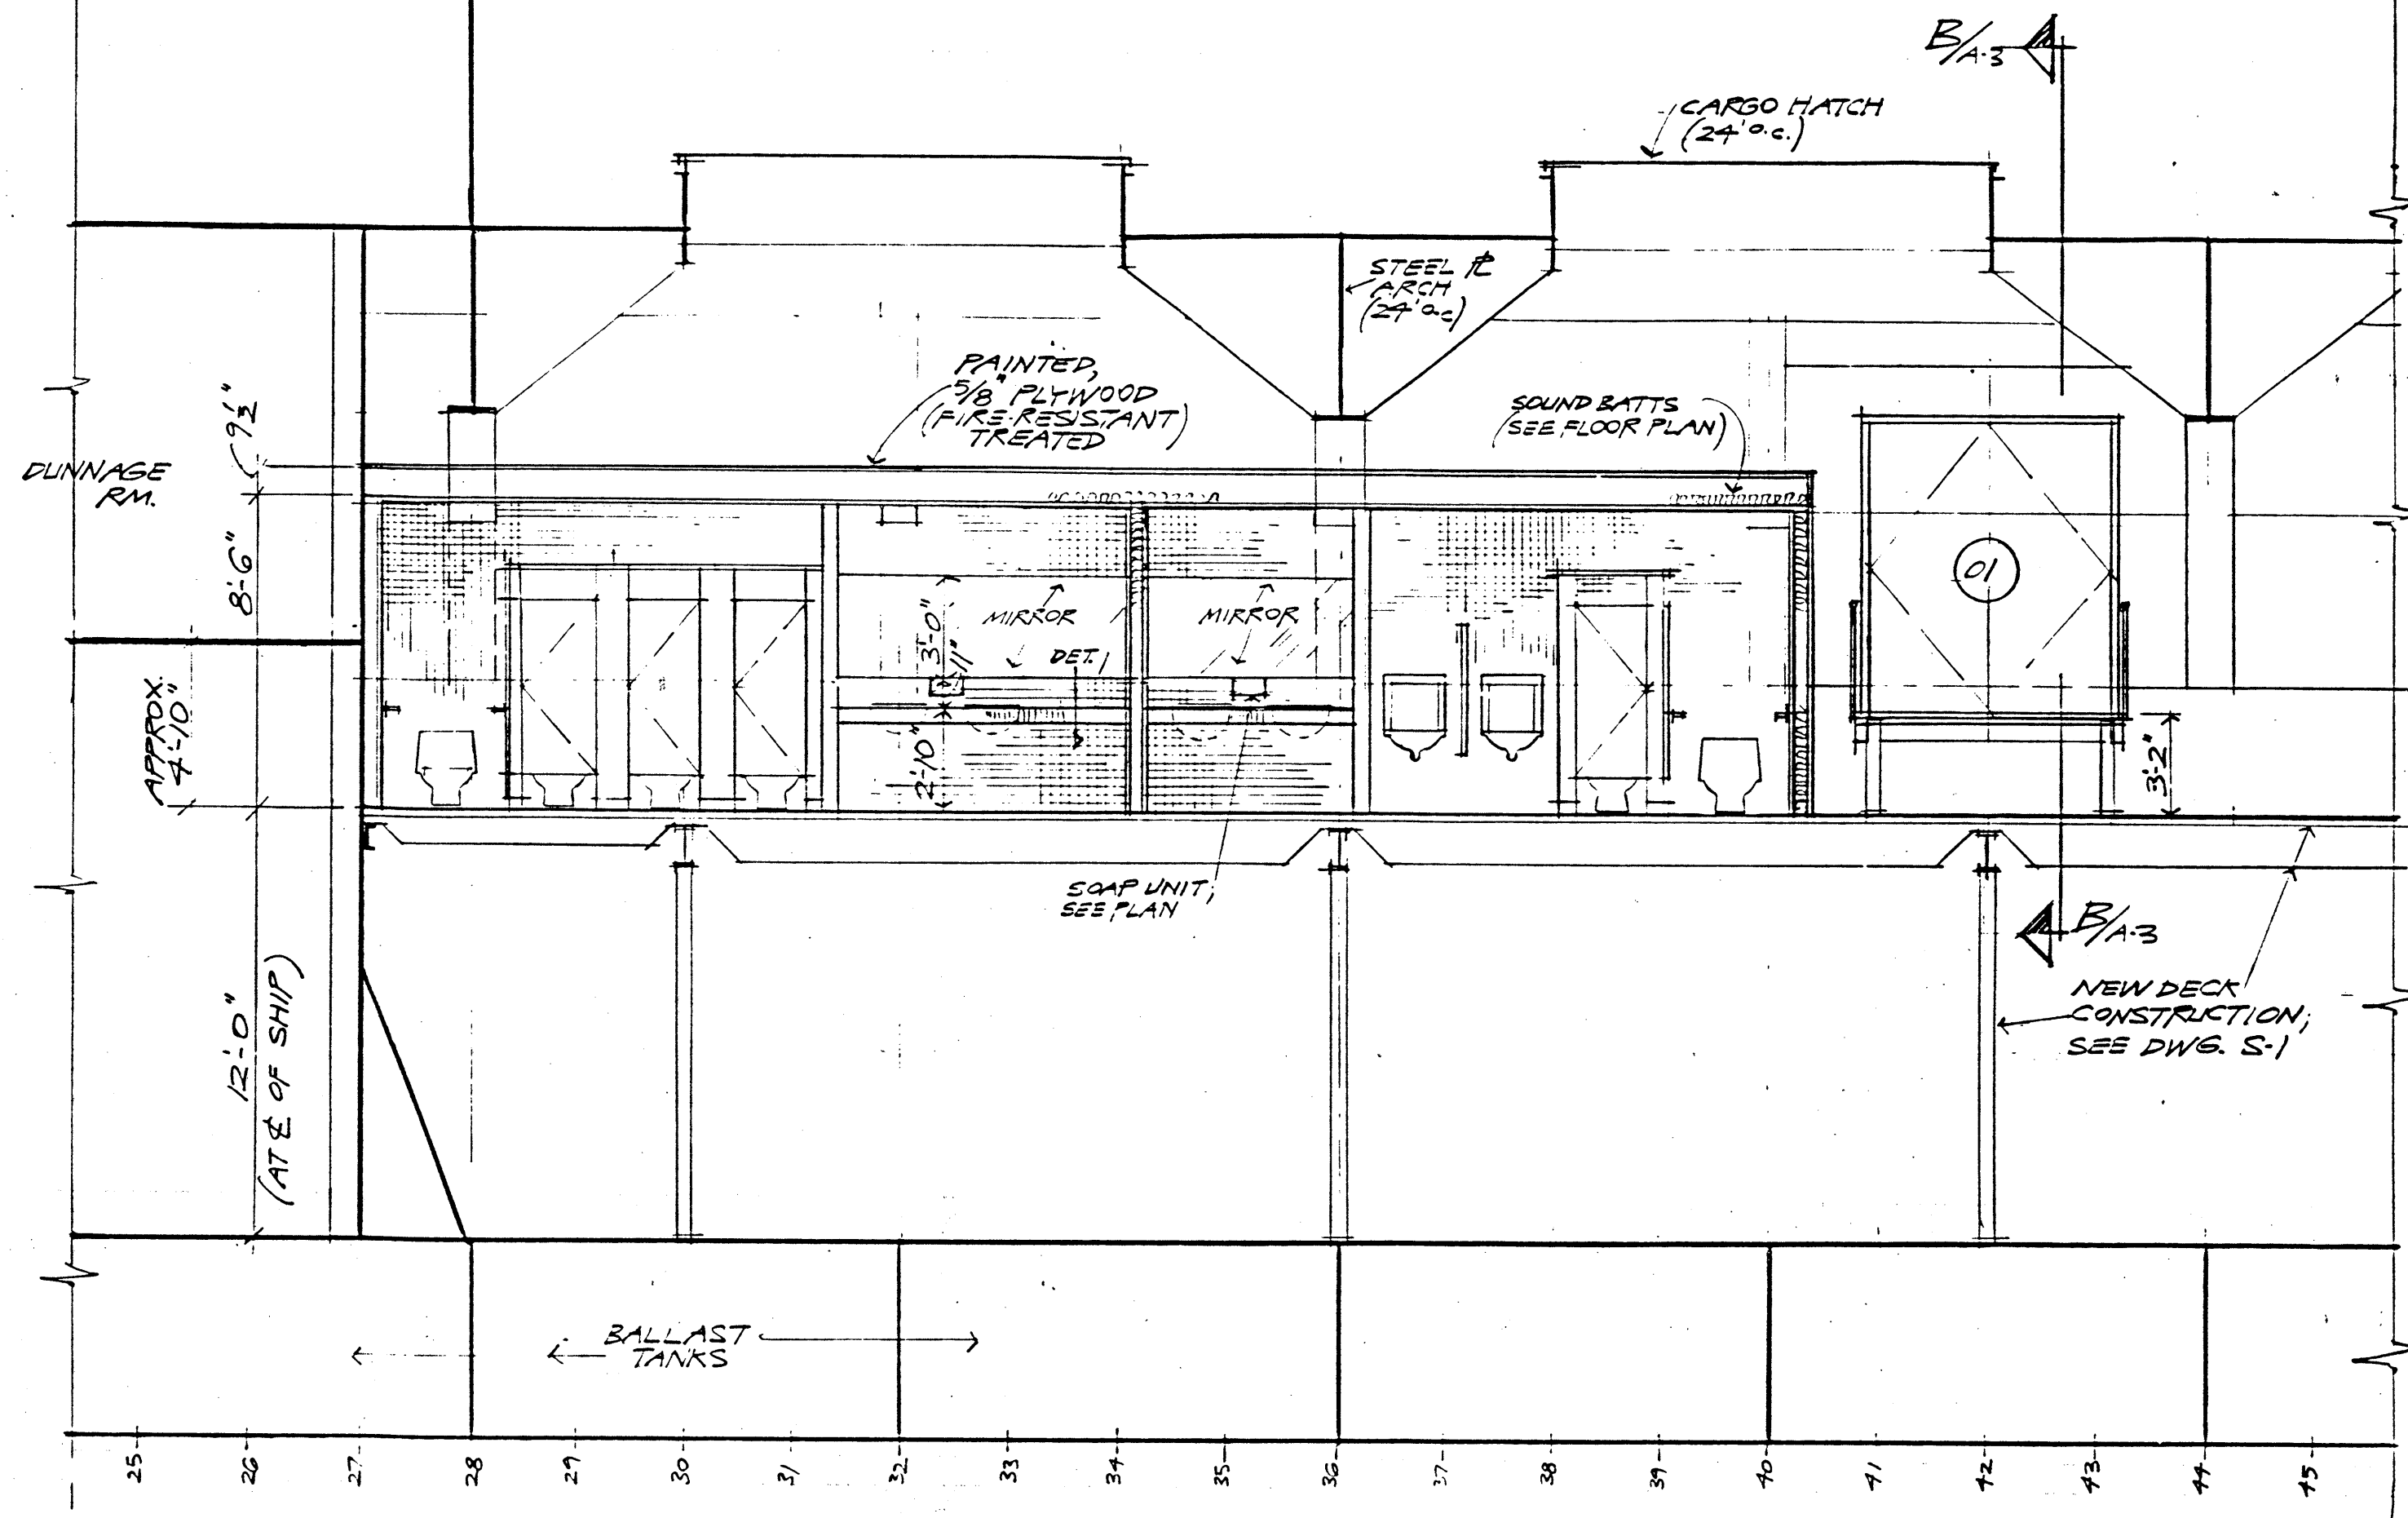 B/A-3
CARGO HATCH
(24' o.c.)
STEEL ⅊
ARCH
(24' o.c)
PAINTED,
5/8" PLYWOOD
(FIRE-RESISTANT)
TREATED
SOUND BATTS
(SEE FLOOR PLAN)
DUNNAGE
RM.
9½"
8'-6"
APPROX.
4'-10"
12'-0"
(AT ℄ OF SHIP)
MIRROR
MIRROR
3'-0"
11"
DET. 1
2'-10"
01
3'-2"
SOAP UNIT,
SEE PLAN
B/A-3
NEW DECK
CONSTRUCTION;
SEE DWG. S-1
BALLAST
TANKS
25 26 27 28 29 30 31 32 33 34 35 36 37 38 39 40 41 42 43 44 45